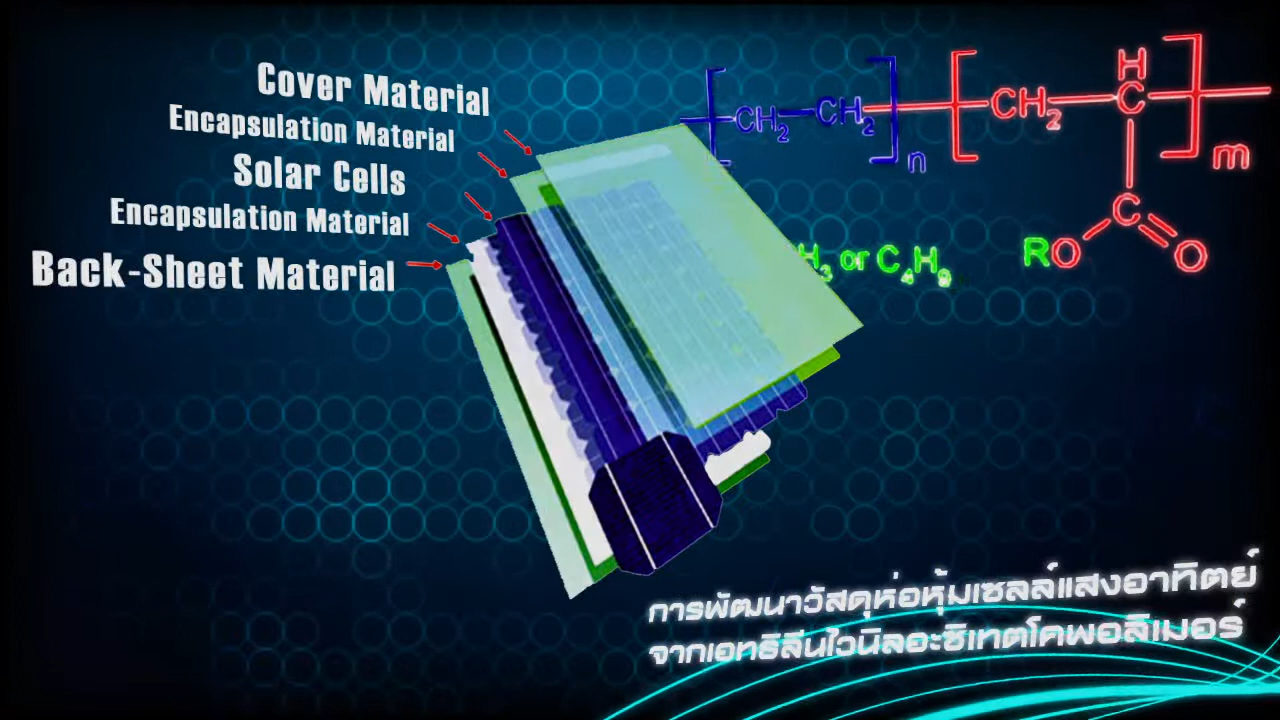 Cover Material
Encapsulation Material
Solar Cells
Encapsulation Material
Back-Sheet Material
CH2 CH2 n CH2 H C m
C
RO O
H3 or C4H9
การพัฒนาวัสดุห่อหุ้มเซลล์แสงอาทิตย์
จากเอทธิลีนไวนิลอะซิเทตโคพอลิเมอร์